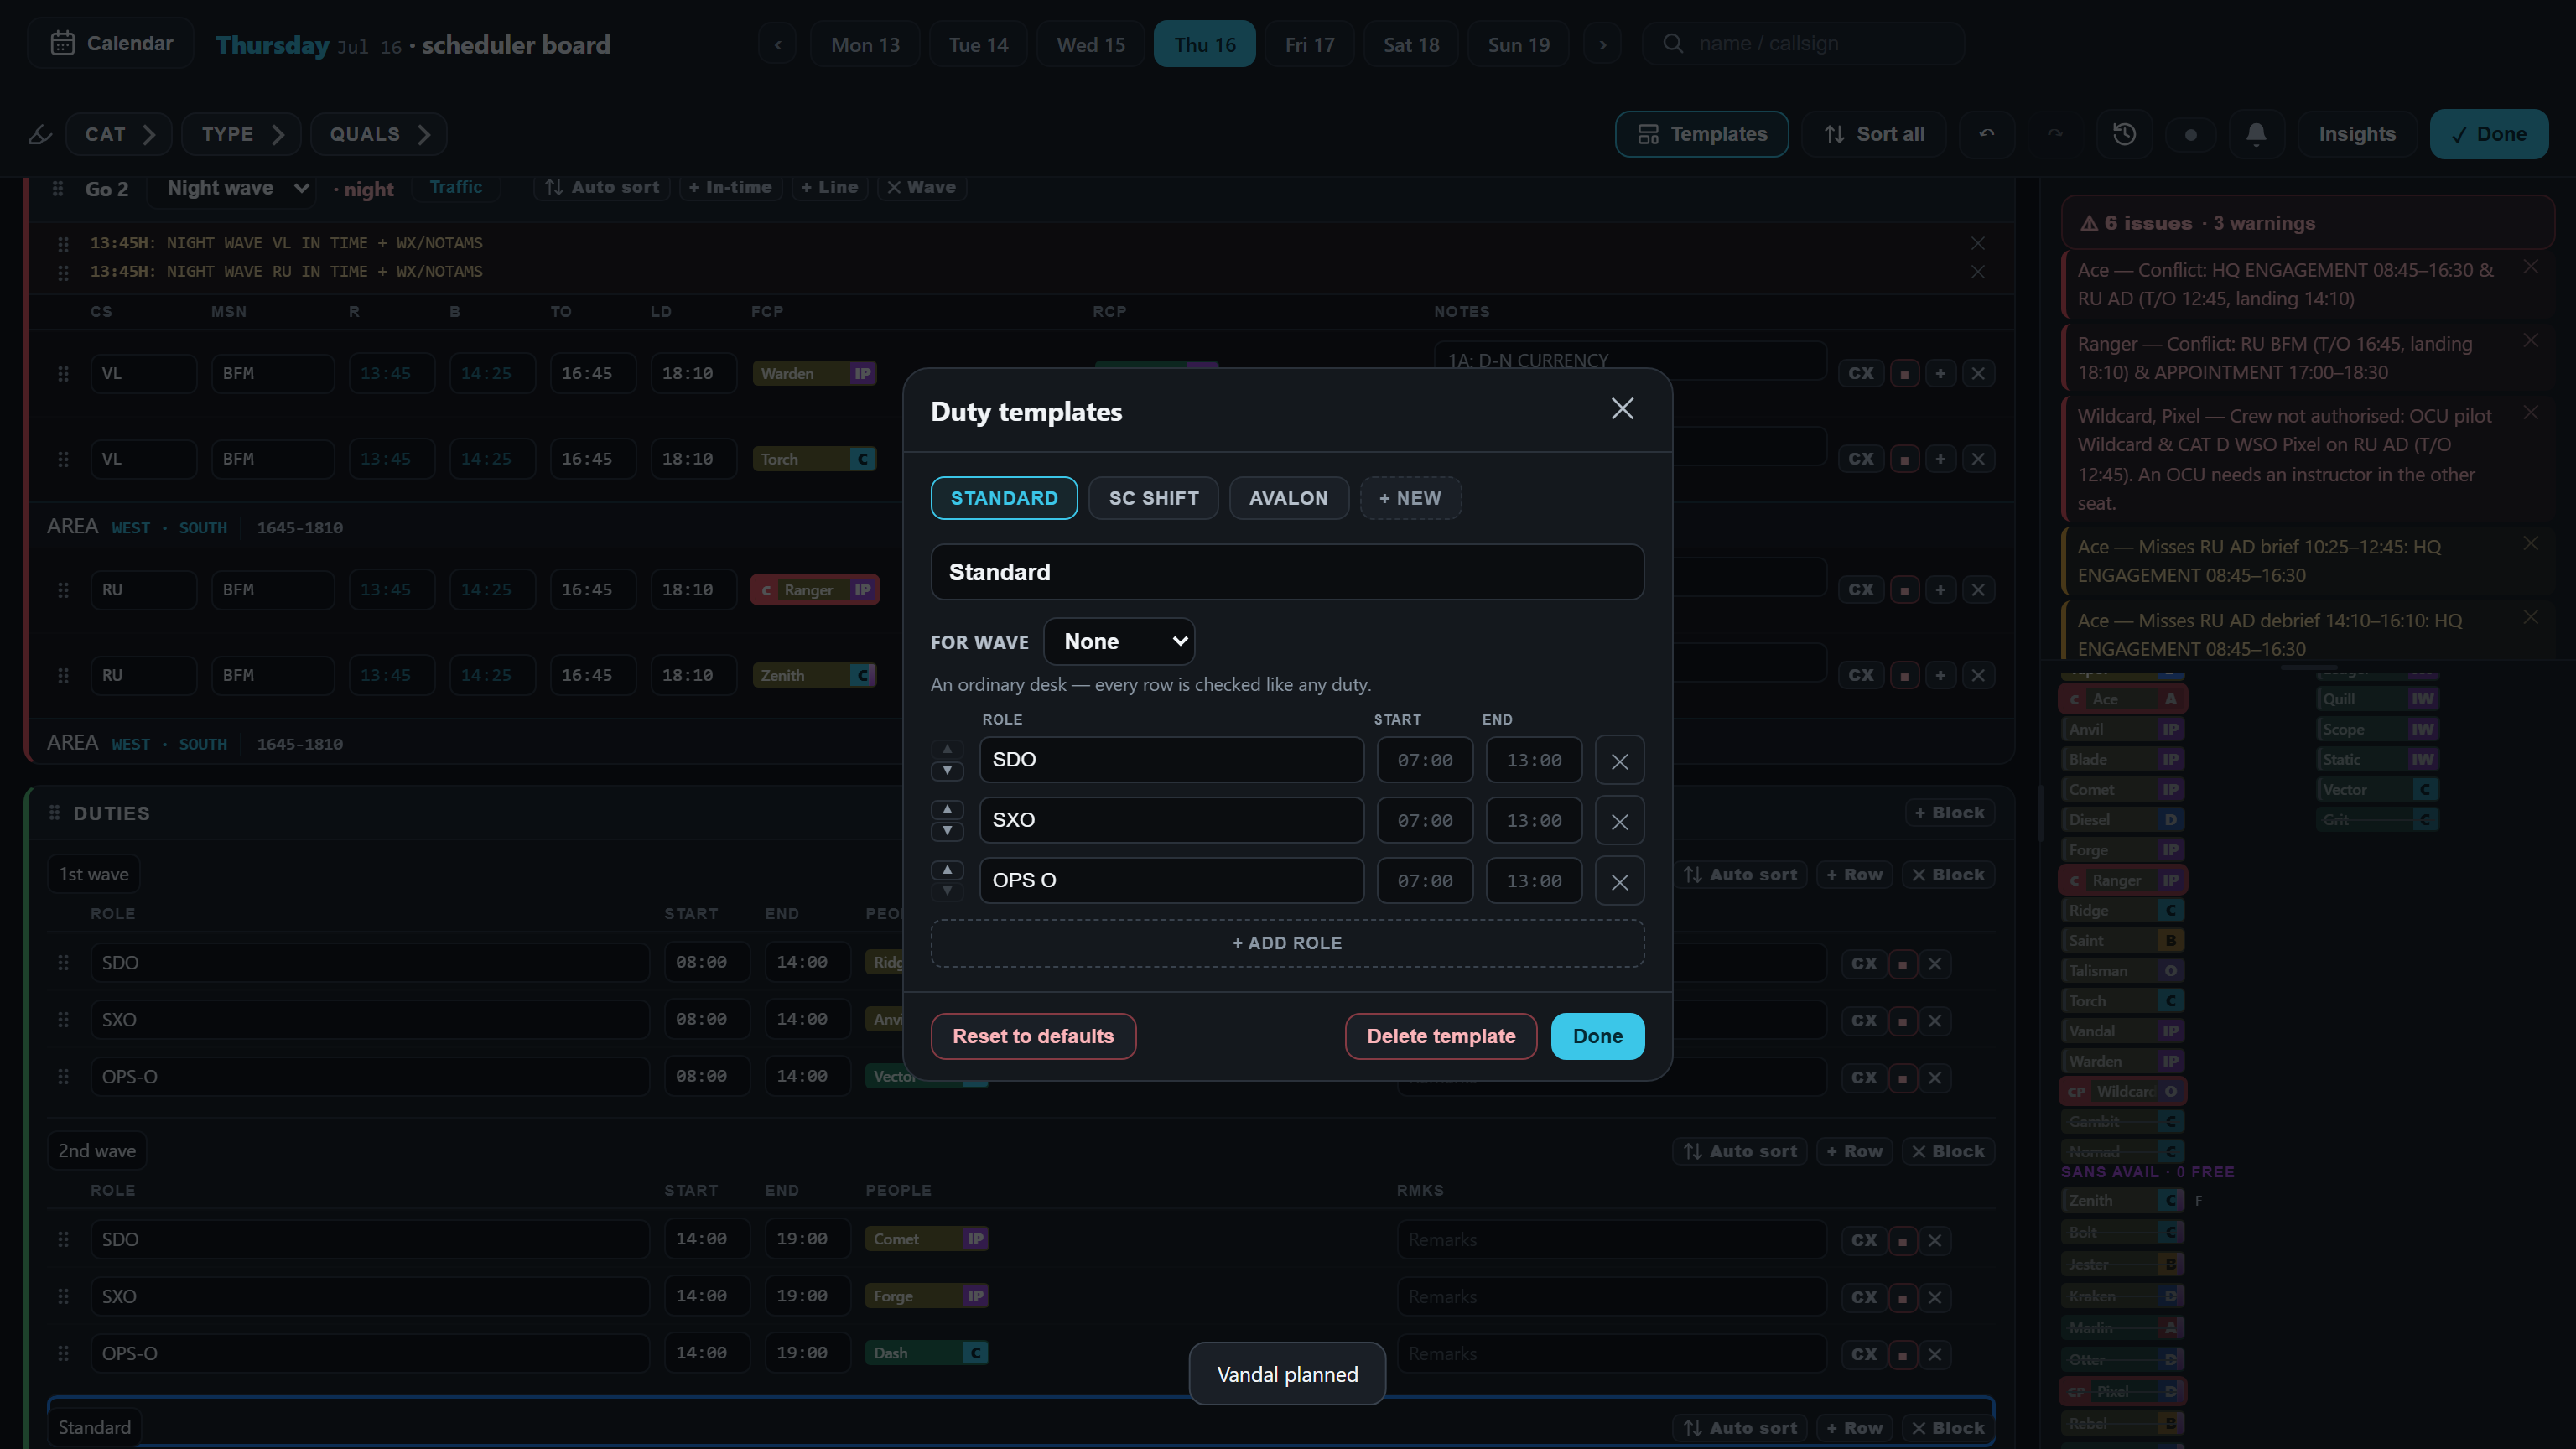 Calendar
Thursday Jul 16 · scheduler board
Mon 13
Tue 14
Wed 15
Thu 16
Fri 17
Sat 18
Sun 19
name / callsign
CAT
TYPE
QUALS
Templates
Sort all
Insights
✓ Done
Go 2
Night wave
· night
Traffic
Auto sort
+ In-time
+ Line
Wave
13:45H: NIGHT WAVE VL IN TIME + WX/NOTAMS
13:45H: NIGHT WAVE RU IN TIME + WX/NOTAMS
CS MSN R B TO LD FCP RCP NOTES
VL BFM 13:45 14:25 16:45 18:10 Warden IP 1A: D-N CURRENCY CX
VL BFM 13:45 14:25 16:45 18:10 Torch C CX
AREA WEST · SOUTH 1645-1810
RU BFM 13:45 14:25 16:45 18:10 C Ranger IP CX
RU BFM 13:45 14:25 16:45 18:10 Zenith C CX
AREA WEST · SOUTH 1645-1810
DUTIES
+ Block
1st wave
Auto sort
+ Row
Block
ROLE START END
SDO 08:00 14:00 CX
SXO 08:00 14:00 CX
OPS-O 08:00 14:00 Vector CX
2nd wave
Auto sort
+ Row
Block
ROLE START END PEOPLE RMKS
SDO 14:00 19:00 Comet IP Remarks CX
SXO 14:00 19:00 Forge IP Remarks CX
OPS-O 14:00 19:00 Dash C Remarks CX
Standard
Auto sort
+ Row
Block
Duty templates
STANDARD
SC SHIFT
AVALON
+ NEW
Standard
FOR WAVE None
An ordinary desk — every row is checked like any duty.
ROLE START END
SDO 07:00 13:00
SXO 07:00 13:00
OPS O 07:00 13:00
+ ADD ROLE
Reset to defaults
Delete template
Done
Vandal planned
6 issues · 3 warnings
Ace — Conflict: HQ ENGAGEMENT 08:45–16:30 &
RU AD (T/O 12:45, landing 14:10)
Ranger — Conflict: RU BFM (T/O 16:45, landing
18:10) & APPOINTMENT 17:00–18:30
Wildcard, Pixel — Crew not authorised: OCU pilot
Wildcard & CAT D WSO Pixel on RU AD (T/O
12:45). An OCU needs an instructor in the other
seat.
Ace — Misses RU AD brief 10:25–12:45: HQ
ENGAGEMENT 08:45–16:30
Ace — Misses RU AD debrief 14:10–16:10: HQ
ENGAGEMENT 08:45–16:30
C Ace A
Anvil IP
Blade IP
Comet IP
Diesel D
Forge IP
C Ranger IP
Ridge C
Saint B
Talisman O
Torch C
Vandal IP
Warden IP
CP Wildcard O
Gambit C
Nomad C
Quill IW
Scope IW
Static IW
Vector C
Grit C
SANS AVAIL · 0 FREE
Zenith C F
Bolt C
Jester B
Kraken D
Marlin A
Otter D
CP Pixel D
Rebel B